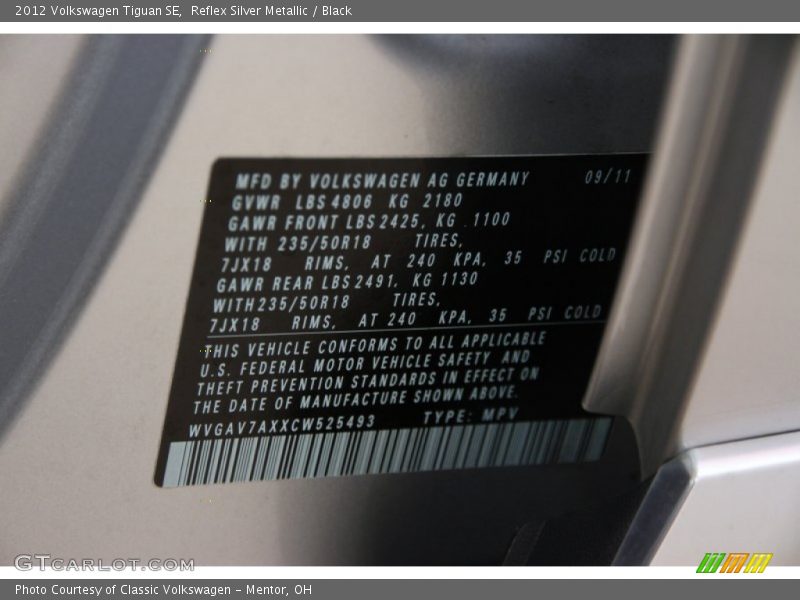 2012 Volkswagen Tiguan SE,  Reflex Silver Metallic / Black
MFD BY VOLKSWAGEN AG GERMANY 09/11
GVWR LBS 4806 KG 2180
GAWR FRONT LBS 2425, KG 1100
WITH 235/50R18 TIRES,
7JX18 RIMS, AT 240 KPA, 35 PSI COLD
GAWR REAR LBS 2491, KG 1130
WITH 235/50R18 TIRES,
7JX18 RIMS, AT 240 KPA, 35 PSI COLD
THIS VEHICLE CONFORMS TO ALL APPLICABLE
U.S. FEDERAL MOTOR VEHICLE SAFETY AND
THEFT PREVENTION STANDARDS IN EFFECT ON
THE DATE OF MANUFACTURE SHOWN ABOVE.
WVGAV7AXXCW525493 TYPE: MPV
GTCARLOT.COM
Photo Courtesy of Classic Volkswagen - Mentor, OH